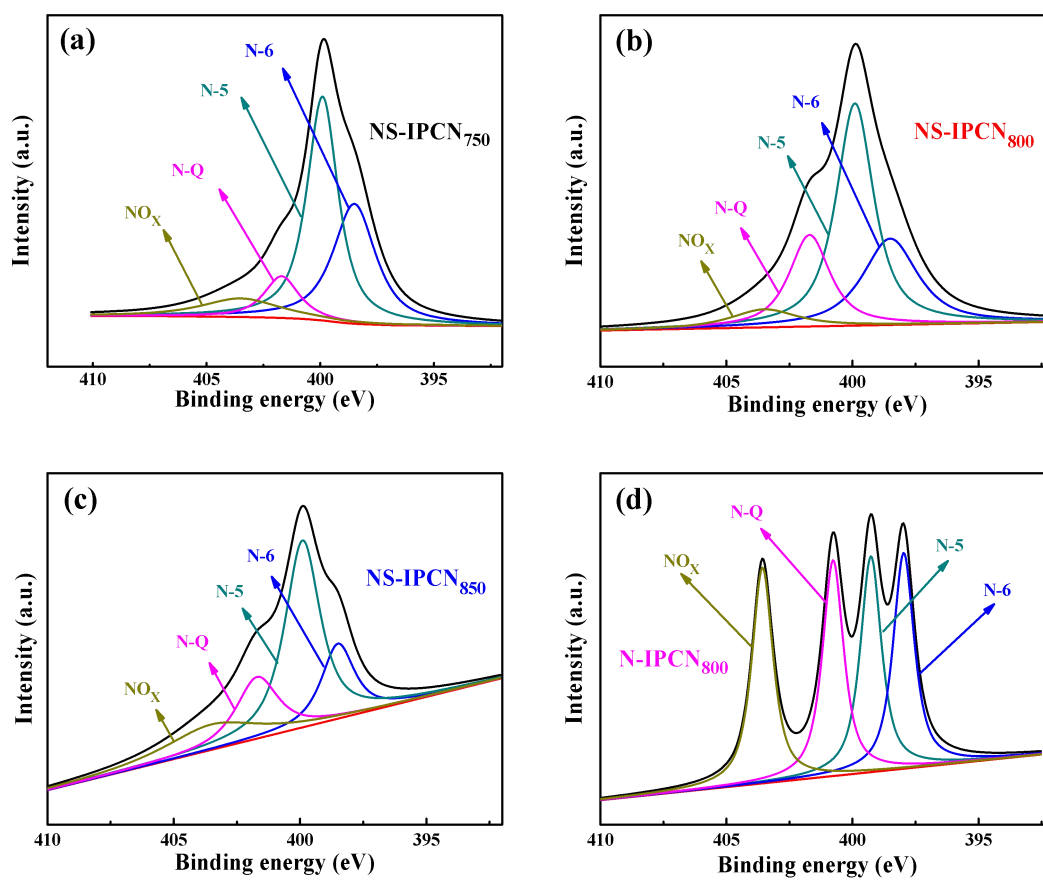 (a)
N-6
N-5
NS-IPCN750
N-Q
NOX
Intensity (a.u.)
410 405 400 395
Binding energy (eV)
(b)
N-6
N-5
NS-IPCN800
N-Q
NOX
Intensity (a.u.)
410 405 400 395
Binding energy (eV)
(c)
N-6
N-5
NS-IPCN850
N-Q
NOX
Intensity (a.u.)
410 405 400 395
Binding energy (eV)
(d)
N-Q
N-5
NOX
N-6
N-IPCN800
Intensity (a.u.)
410 405 400 395
Binding energy (eV)